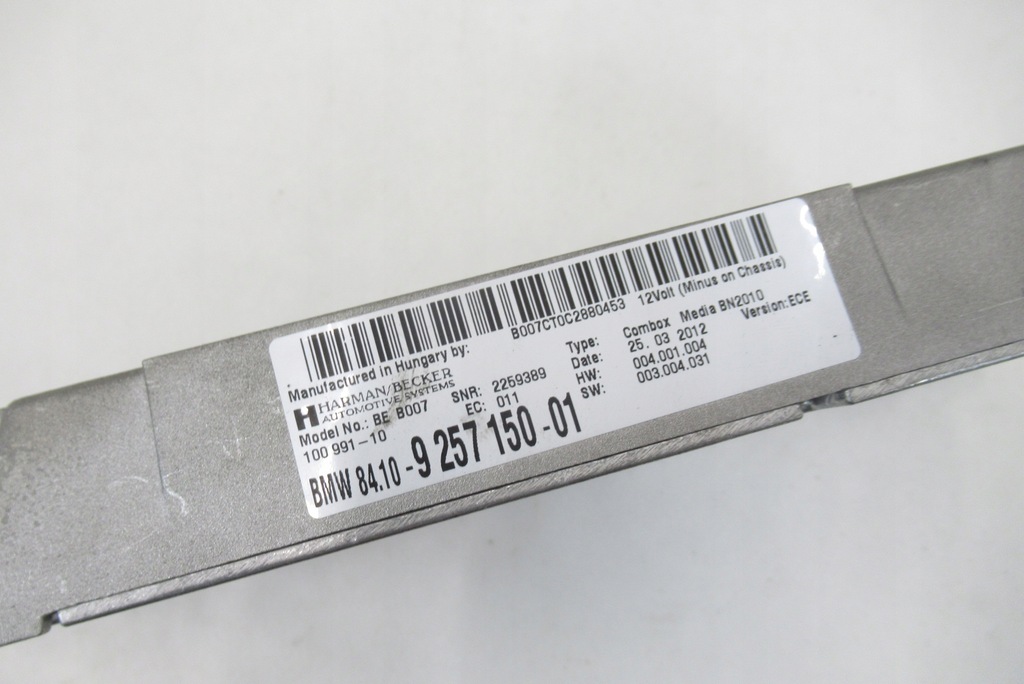 B007CT0C2880453 12Volt (Minus on Chassis)
Manufactured in Hungary by:
HARMAN/BECKER
AUTOMOTIVE SYSTEMS
Model No.: BE B007
100 991-10
SNR: 2259389
EC: 011
Type: Combox Media BN2010
Date: 25. 03 2012 Version:ECE
HW: 004.001.004
SW: 003.004.031
BMW 84.10 - 9 257 150 - 01